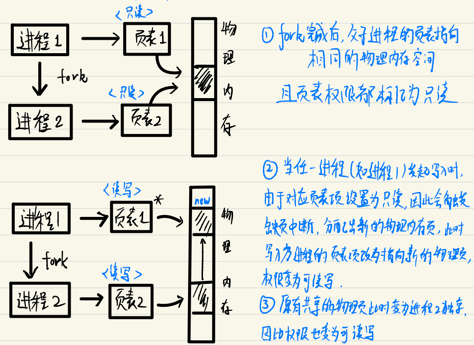 <只读>
进程1
页表1
物理内存
fork
<只读>
进程2
页表2
① fork完成后,父子进程的页表指向
相同的物理内存空间
且页表权限都标记为只读
<读写>
进程1
页表1
*
new
物理内存
fork
<读写>
进程2
页表2
② 当任一进程(如进程1)发起写入时,
由于对应页表项设置为只读,因此会触发
缺页中断,分配出新的物理内存页,此时
写入方进程的页表项改为指向新的物理页,
权限变为可读写.
③ 原有共享的物理页此时变为进程2独享,
因此权限也变为可读写